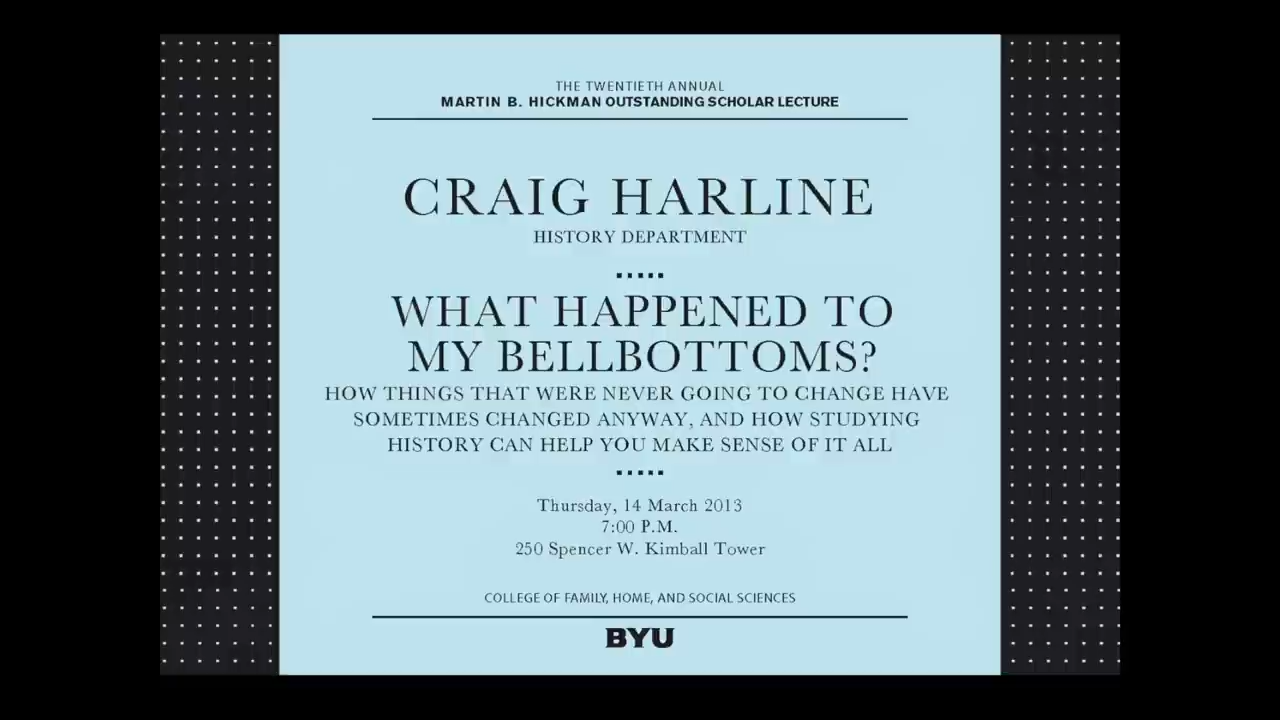 THE TWENTIETH ANNUAL
MARTIN B. HICKMAN OUTSTANDING SCHOLAR LECTURE
CRAIG HARLINE
HISTORY DEPARTMENT
WHAT HAPPENED TO
MY BELLBOTTOMS?
HOW THINGS THAT WERE NEVER GOING TO CHANGE HAVE
SOMETIMES CHANGED ANYWAY, AND HOW STUDYING
HISTORY CAN HELP YOU MAKE SENSE OF IT ALL
Thursday, 14 March 2013
7:00 P.M.
250 Spencer W. Kimball Tower
COLLEGE OF FAMILY, HOME, AND SOCIAL SCIENCES
BYU